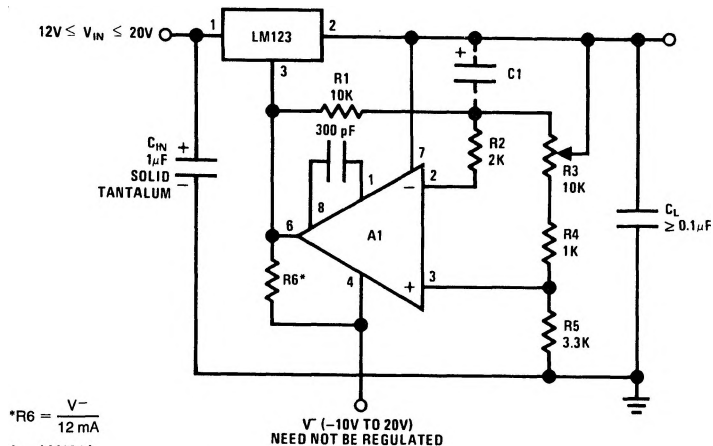 12V ≤ VIN ≤ 20V
1
LM123
2
3
R1
10K
+
C1
300 pF
CIN
1μF
SOLID
TANTALUM
+
−
7
R2
2K
R3
10K
1
8
2
−
6
A1
R4
1K
CL
≥ 0.1μF
R6*
4
+
3
R5
3.3K
*R6 = V−
12 mA
V− (−10V TO 20V)
NEED NOT BE REGULATED